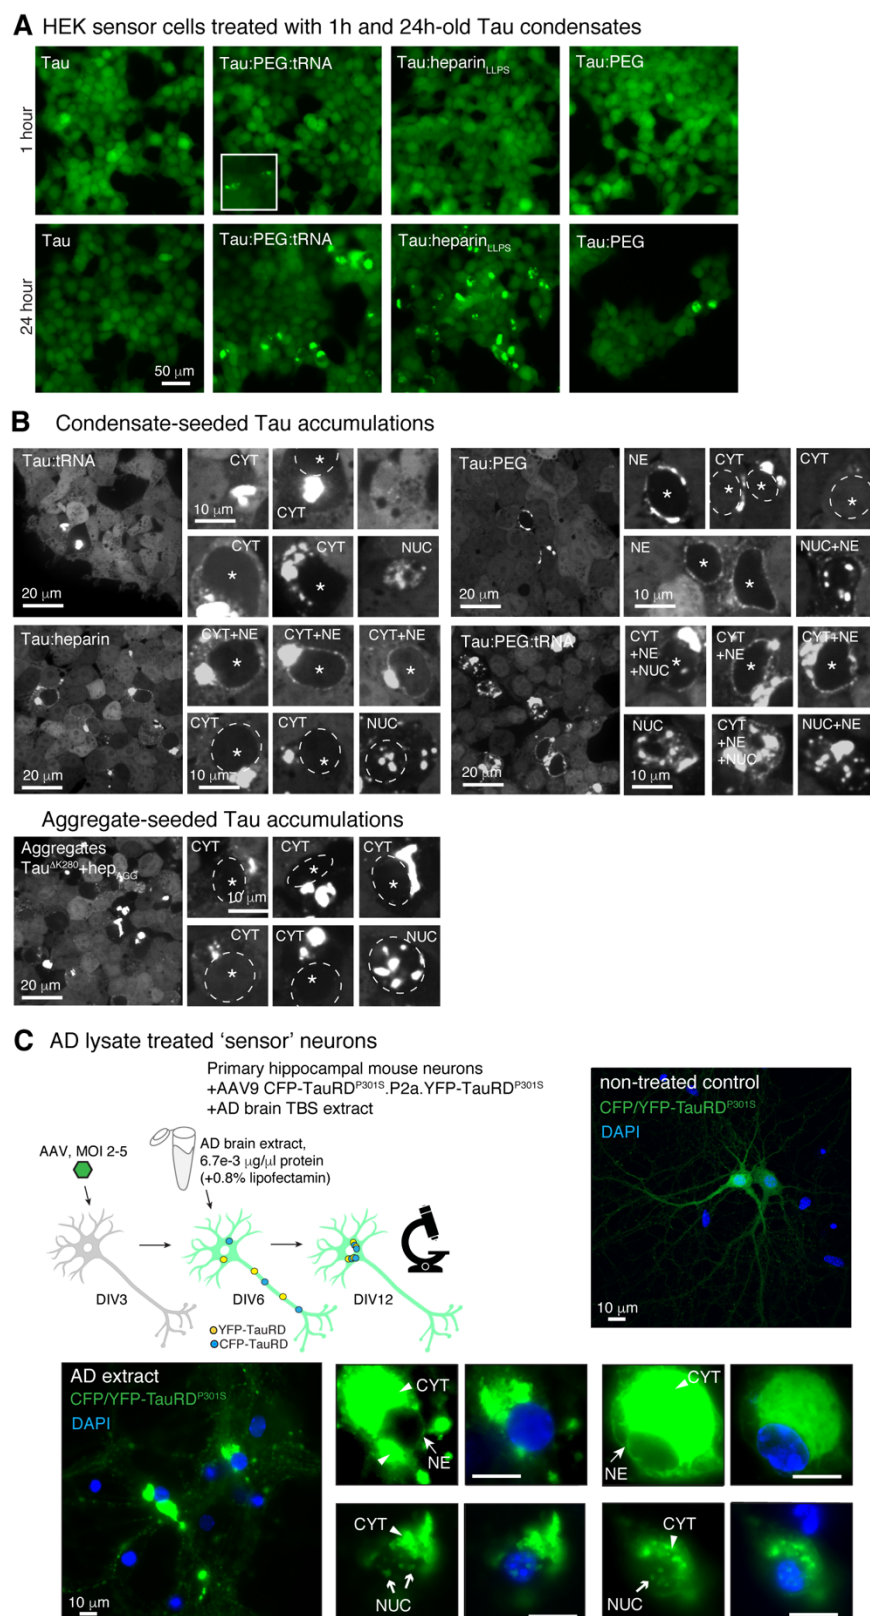 A HEK sensor cells treated with 1h and 24h-old Tau condensates
1 hour
Tau
Tau:PEG:tRNA
Tau:heparin LLPS
Tau:PEG
24 hour
Tau
50 μm
Tau:PEG:tRNA
Tau:heparin LLPS
Tau:PEG
B Condensate-seeded Tau accumulations
Tau:tRNA
20 μm
CYT
10 μm
*
CYT
CYT
*
CYT
*
NUC
Tau:PEG
20 μm
NE
*
CYT
* *
CYT
*
NE
* *
10 μm
NUC+NE
Tau:heparin
20 μm
CYT+NE
*
CYT+NE
*
CYT+NE
*
CYT
*
10 μm
CYT
*
NUC
Tau:PEG:tRNA
20 μm
CYT
+NE
+NUC
*
CYT
+NE
*
CYT+NE
*
NUC
10 μm
CYT
+NE
+NUC
NUC+NE
Aggregate-seeded Tau accumulations
Aggregates
TauΔK280+hepAGG
20 μm
CYT
*
10 μm
CYT
*
CYT
*
CYT
*
CYT
*
NUC
C AD lysate treated 'sensor' neurons
Primary hippocampal mouse neurons
+AAV9 CFP-TauRDP301S.P2a.YFP-TauRDP301S
+AD brain TBS extract
AAV, MOI 2-5
AD brain extract,
6.7e-3 μg/μl protein
(+0.8% lipofectamin)
DIV3
DIV6
DIV12
YFP-TauRD
CFP-TauRD
non-treated control
CFP/YFP-TauRDP301S
DAPI
10 μm
AD extract
CFP/YFP-TauRDP301S
DAPI
10 μm
CYT
NE
CYT
NE
CYT
NUC
CYT
NUC